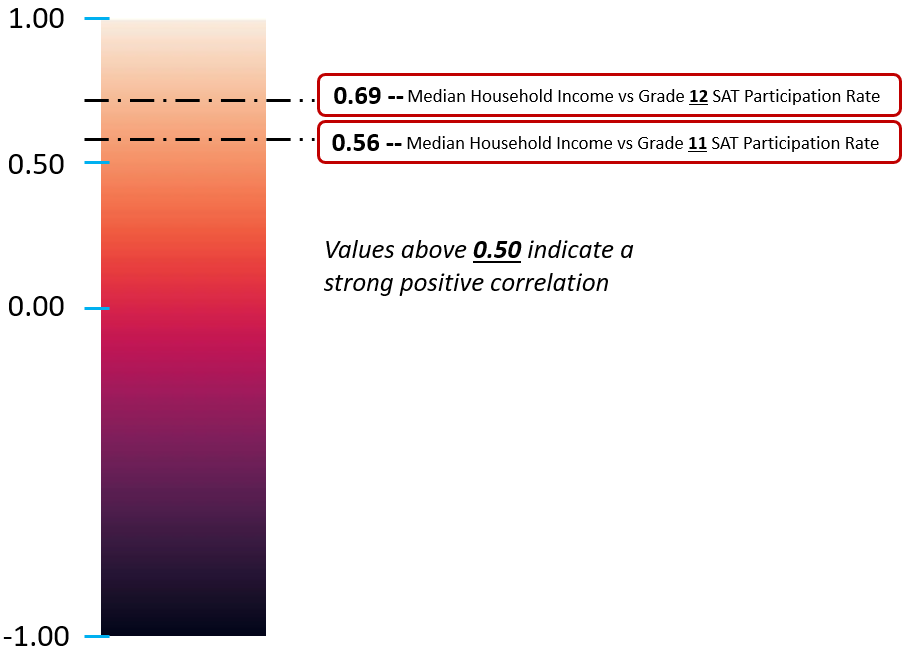 1.00
0.69 -- Median Household Income vs Grade 12 SAT Participation Rate
0.56 -- Median Household Income vs Grade 11 SAT Participation Rate
0.50
Values above 0.50 indicate a
strong positive correlation
0.00
-1.00